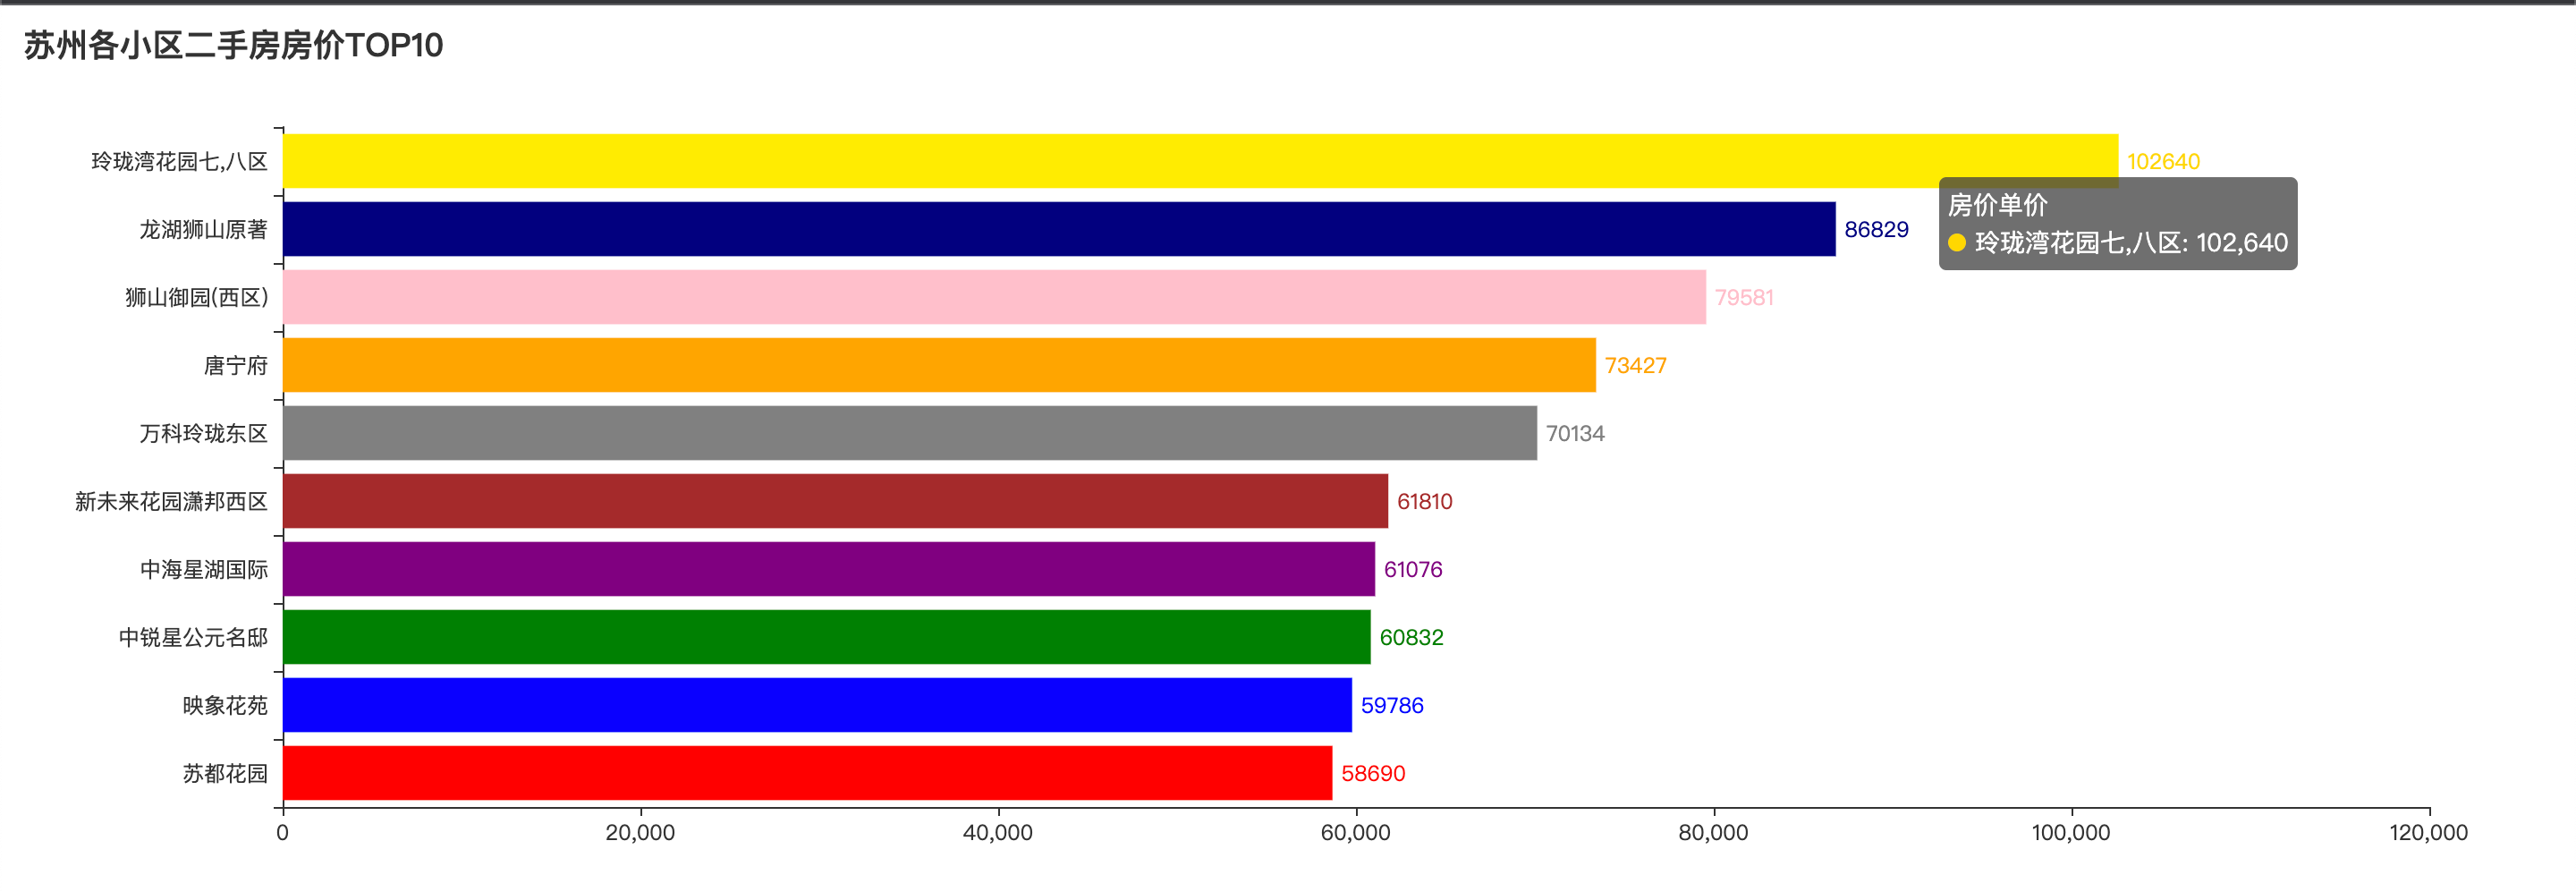 苏州各小区二手房房价TOP10
玲珑湾花园七,八区 102640
房价单价
玲珑湾花园七,八区: 102,640
龙湖狮山原著 86829
狮山御园(西区) 79581
唐宁府 73427
万科玲珑东区 70134
新未来花园潇邦西区 61810
中海星湖国际 61076
中锐星公元名邸 60832
映象花苑 59786
苏都花园 58690
0 20,000 40,000 60,000 80,000 100,000 120,000